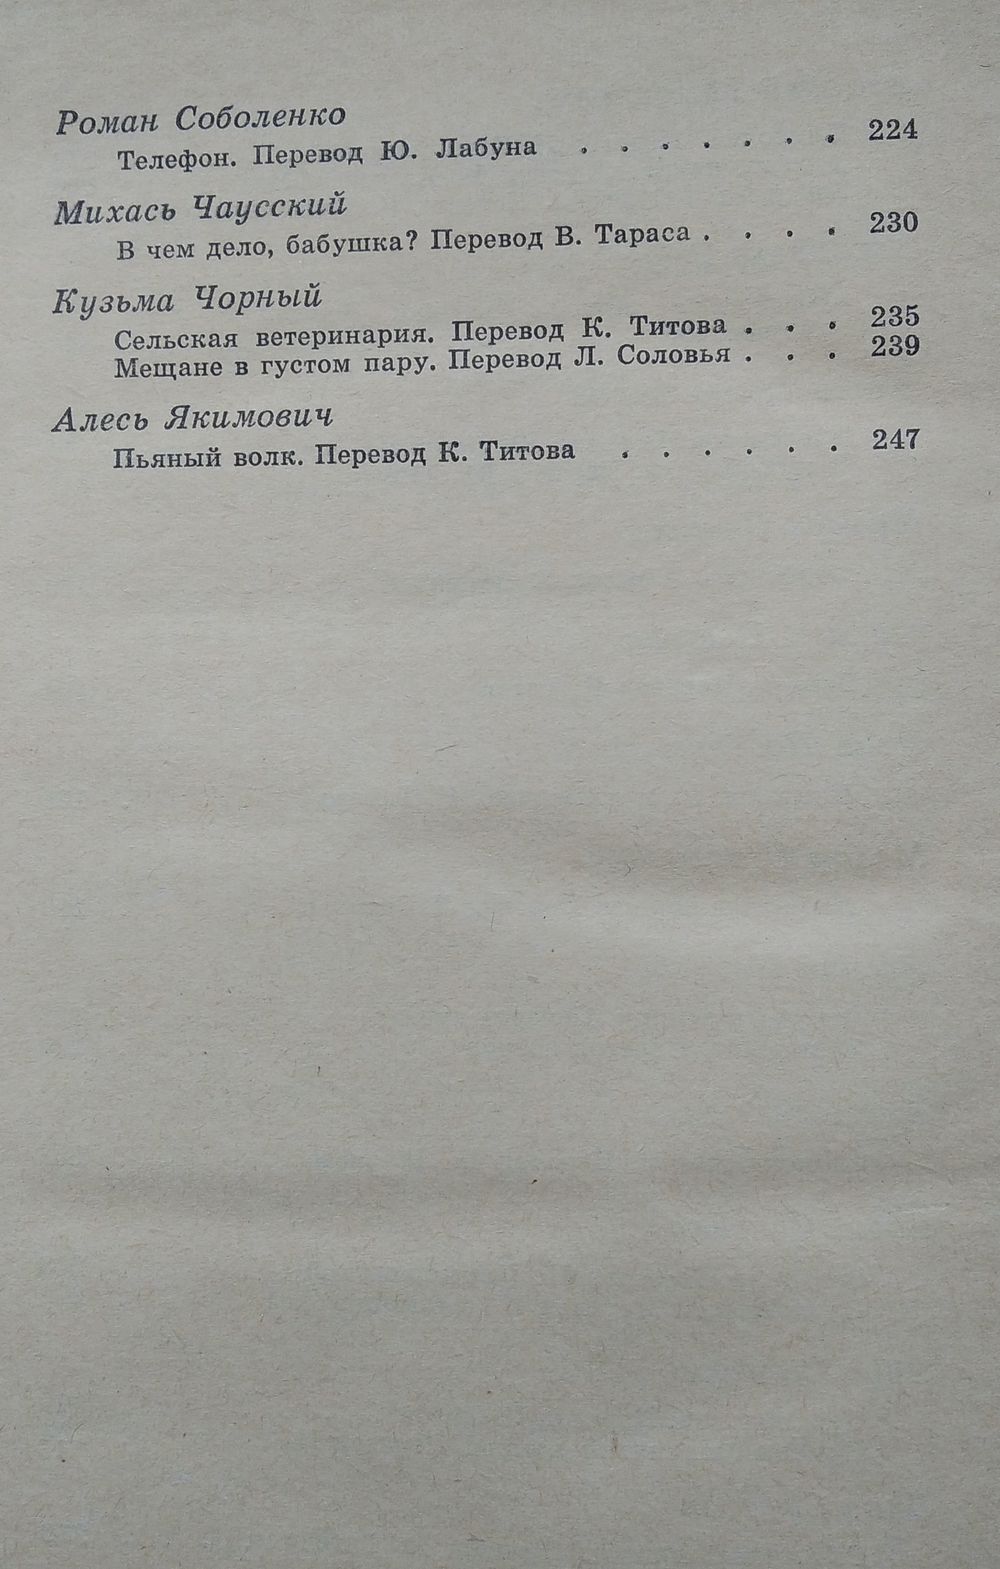 Роман Соболенко
Телефон. Перевод Ю. Лабуна . . . . . . . 224
Михась Чаусский
В чем дело, бабушка? Перевод В. Тараса . . . . 230
Кузьма Чорный
Сельская ветеринария. Перевод К. Титова . . . 235
Мещане в густом пару. Перевод Л. Соловья . . . 239
Алесь Якимович
Пьяный волк. Перевод К. Титова . . . . . . 247